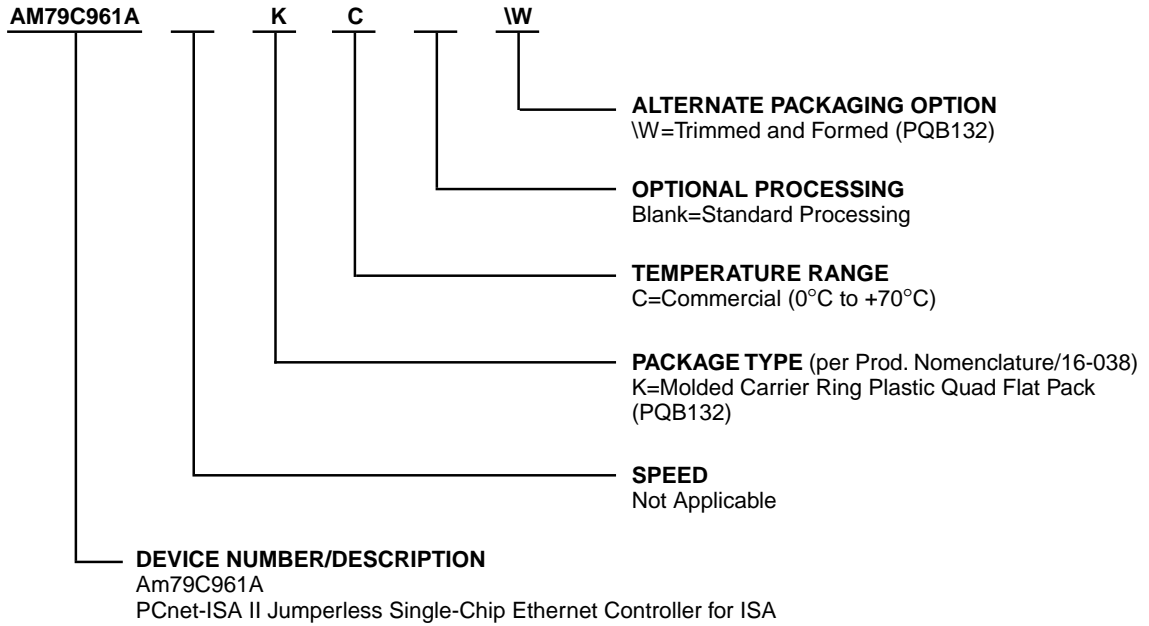 AM79C961A K C \W
ALTERNATE PACKAGING OPTION
\W=Trimmed and Formed (PQB132)
OPTIONAL PROCESSING
Blank=Standard Processing
TEMPERATURE RANGE
C=Commercial (0°C to +70°C)
PACKAGE TYPE (per Prod. Nomenclature/16-038)
K=Molded Carrier Ring Plastic Quad Flat Pack
(PQB132)
SPEED
Not Applicable
DEVICE NUMBER/DESCRIPTION
Am79C961A
PCnet-ISA II Jumperless Single-Chip Ethernet Controller for ISA